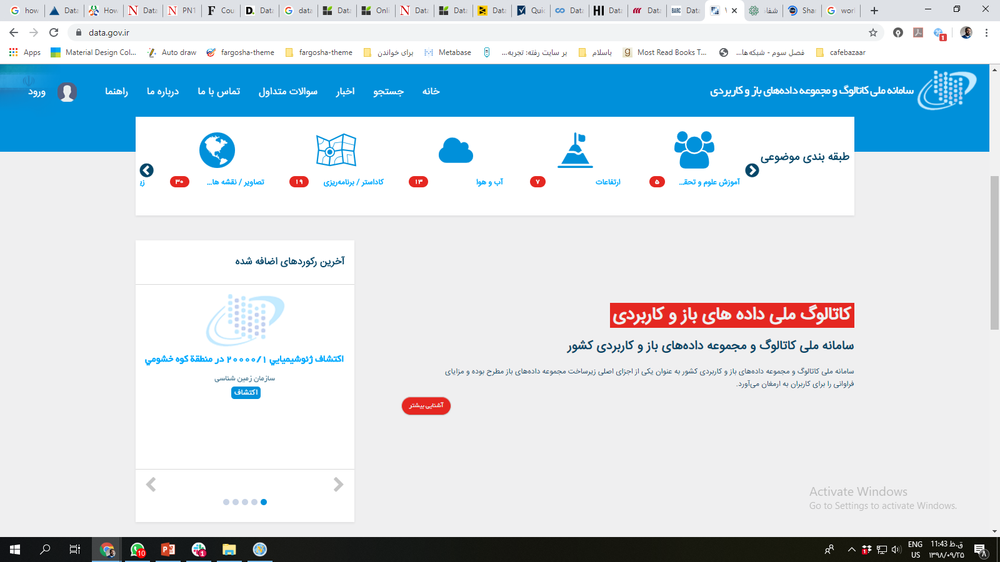 how
Data
How
Data
PN1
Cou
Data
data
Data
Onli
Data
Data
Data
Quic
Data
Data
Data
Data
شفاف
Shar
worl
data.gov.ir
Apps
Material Design Col...
Auto draw
fargosha-theme
fargosha-theme
برای خواندن
Metabase
بر سایت رفته: تجربه...
باسلام
Most Read Books T...
فصل سوم - شبکه‌ها...
cafebazaar
سامانه ملی کاتالوگ و مجموعه داده‌های باز و کاربردی
خانه
جستجو
اخبار
سوالات متداول
تماس با ما
درباره ما
راهنما
ورود
طبقه بندی موضوعی
آموزش علوم و تحقـ...
۵
ارتفاعات
۷
آب و هوا
۱۳
کاداستر / برنامه‌ریزی
۱۹
تصاویر / نقشه ها...
۳۰
زی
آخرین رکوردهای اضافه شده
اکتشاف ژئوشیمیایي ۲۰۰۰۰/۱ در منطقة کوه خشومي
سازمان زمین شناسی
اکتشاف
کاتالوگ ملی داده های باز و کاربردی
سامانه ملی کاتالوگ و مجموعه داده‌های باز و کاربردی کشور
سامانه ملی کاتالوگ و مجموعه داده‌های باز و کاربردی کشور به عنوان یکی از اجزای اصلی زیرساخت مجموعه داده‌های باز مطرح بوده و مزایای
فراوانی را برای کاربران به ارمغان می‌آورد.
آشنایی بیشتر
Activate Windows
Go to Settings to activate Windows.
10
1
1
ENG
US
11:43 ق.ظ
۱۳۹۸/۰۹/۲۵
۸